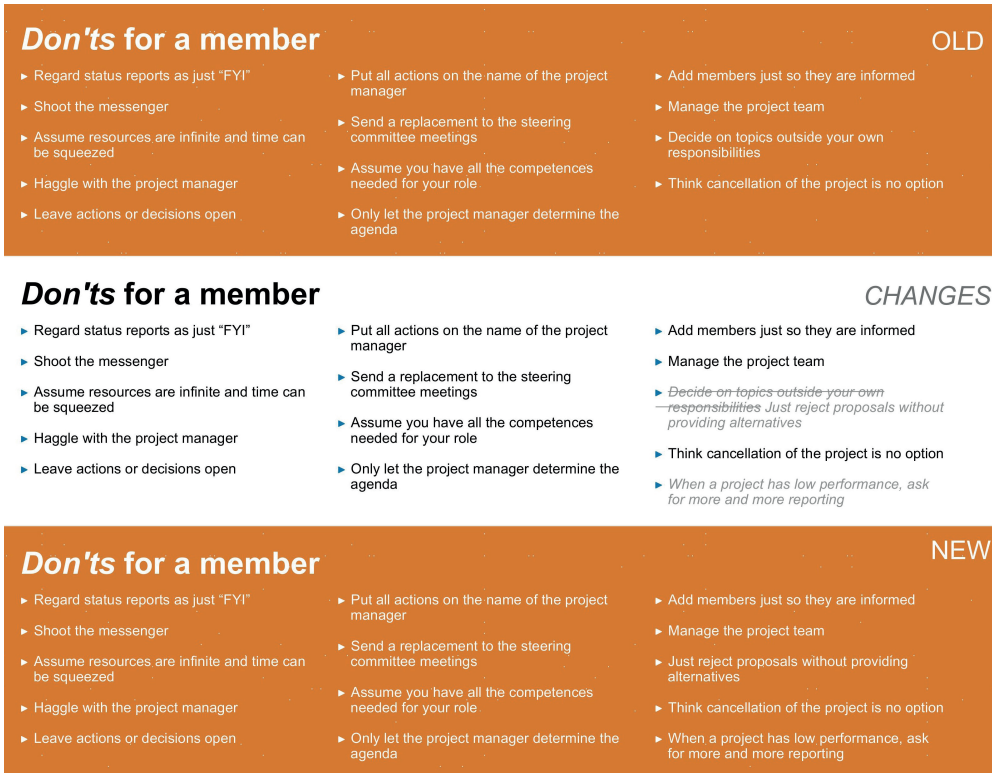 Don'ts for a member
OLD
► Regard status reports as just “FYI”
► Shoot the messenger
► Assume resources are infinite and time can
be squeezed
► Haggle with the project manager
► Leave actions or decisions open
► Put all actions on the name of the project
manager
► Send a replacement to the steering
committee meetings
► Assume you have all the competences
needed for your role
► Only let the project manager determine the
agenda
► Add members just so they are informed
► Manage the project team
► Decide on topics outside your own
responsibilities
► Think cancellation of the project is no option
Don'ts for a member
CHANGES
► Regard status reports as just “FYI”
► Shoot the messenger
► Assume resources are infinite and time can
be squeezed
► Haggle with the project manager
► Leave actions or decisions open
► Put all actions on the name of the project
manager
► Send a replacement to the steering
committee meetings
► Assume you have all the competences
needed for your role
► Only let the project manager determine the
agenda
► Add members just so they are informed
► Manage the project team
► Decide on topics outside your own
responsibilities Just reject proposals without
providing alternatives
► Think cancellation of the project is no option
► When a project has low performance, ask
for more and more reporting
Don'ts for a member
NEW
► Regard status reports as just “FYI”
► Shoot the messenger
► Assume resources are infinite and time can
be squeezed
► Haggle with the project manager
► Leave actions or decisions open
► Put all actions on the name of the project
manager
► Send a replacement to the steering
committee meetings
► Assume you have all the competences
needed for your role
► Only let the project manager determine the
agenda
► Add members just so they are informed
► Manage the project team
► Just reject proposals without providing
alternatives
► Think cancellation of the project is no option
► When a project has low performance, ask
for more and more reporting